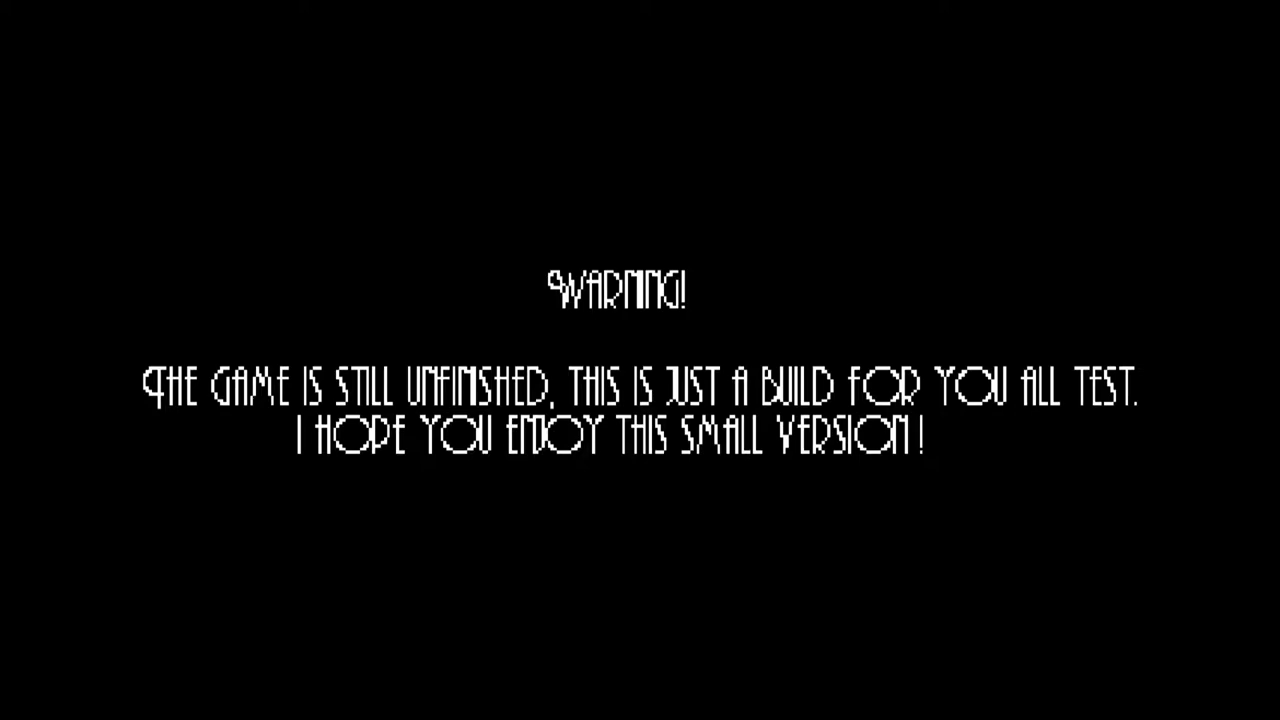 Warning!
The game is still unfinished, this is just a build for you all test.
I hope you enjoy this small version!